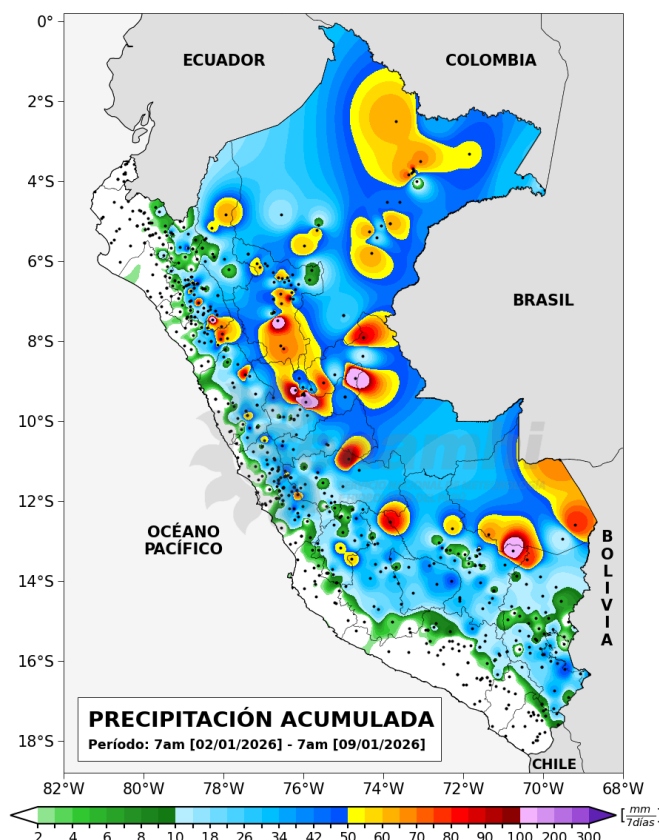 0°
ECUADOR
COLOMBIA
2°S
4°S
6°S
BRASIL
8°S
10°S
senamhi
12°S
OCÉANO
PACÍFICO
B
O
L
I
V
I
A
14°S
16°S
PRECIPITACIÓN ACUMULADA
Período: 7am [02/01/2026] - 7am [09/01/2026]
18°S
CHILE
82°W 80°W 78°W 76°W 74°W 72°W 70°W 68°W
2 4 6 8 10 18 26 34 42 50 60 70 80 90 100 200 300
[mm
7días